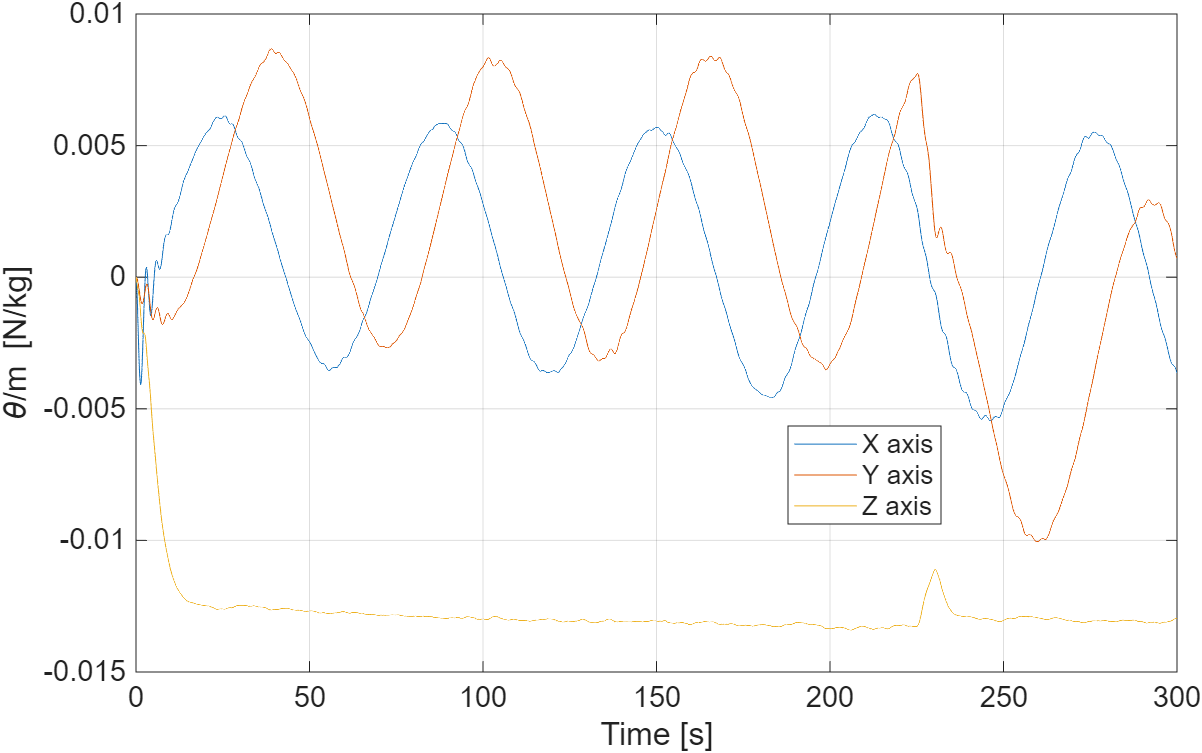 0.01
0.005
0
-0.005
-0.01
-0.015
θ/m [N/kg]
X axis
Y axis
Z axis
0 50 100 150 200 250 300
Time [s]